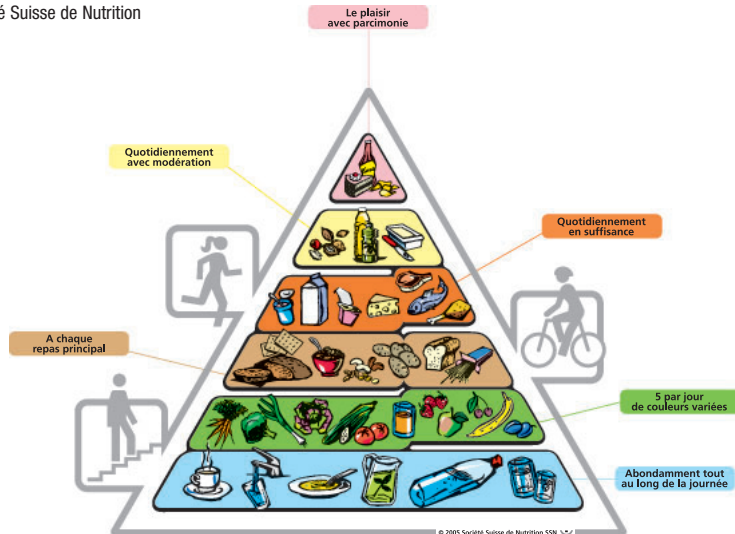 Suisse de Nutrition
Le plaisir
avec parcimonie
Quotidiennement
avec modération
Quotidiennement
en suffisance
A chaque
repas principal
5 par jour
de couleurs variées
Abondamment tout
au long de la journée
© 2005 Société Suisse de Nutrition SSN